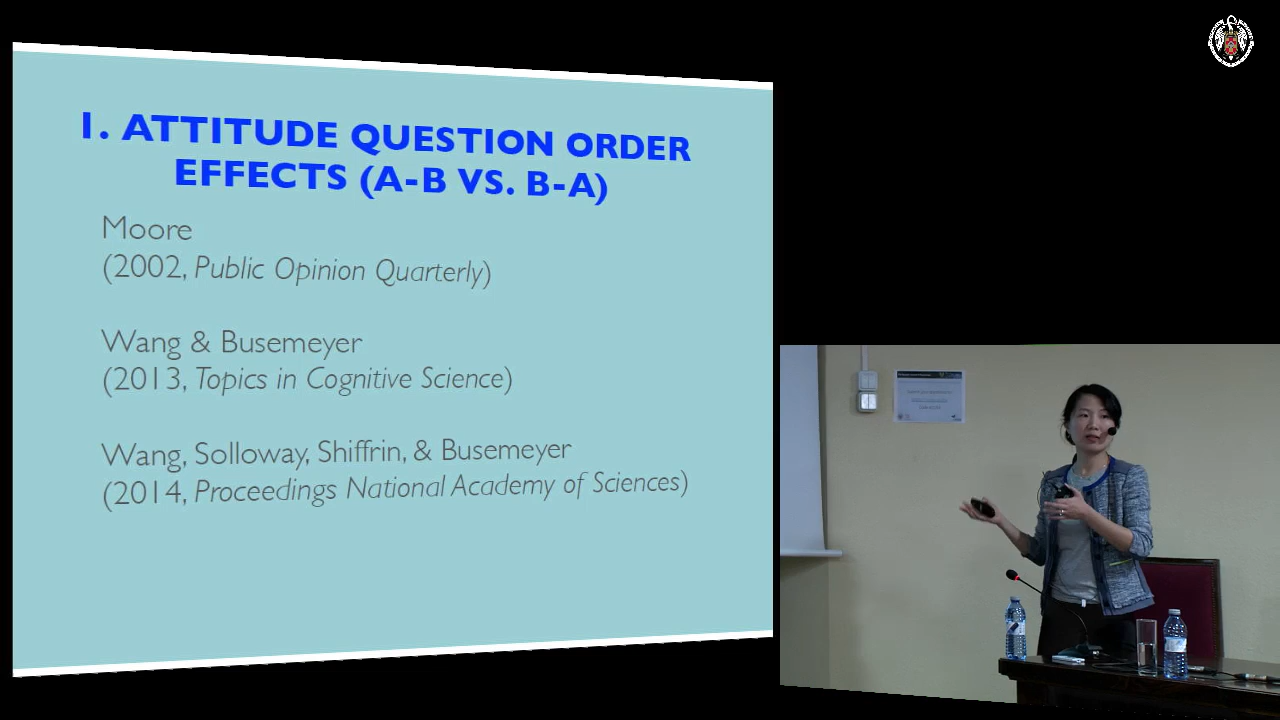 1. ATTITUDE QUESTION ORDER
EFFECTS (A-B VS. B-A)
Moore
(2002, Public Opinion Quarterly)
Wang & Busemeyer
(2013, Topics in Cognitive Science)
Wang, Solloway, Shiffrin, & Busemeyer
(2014, Proceedings National Academy of Sciences)